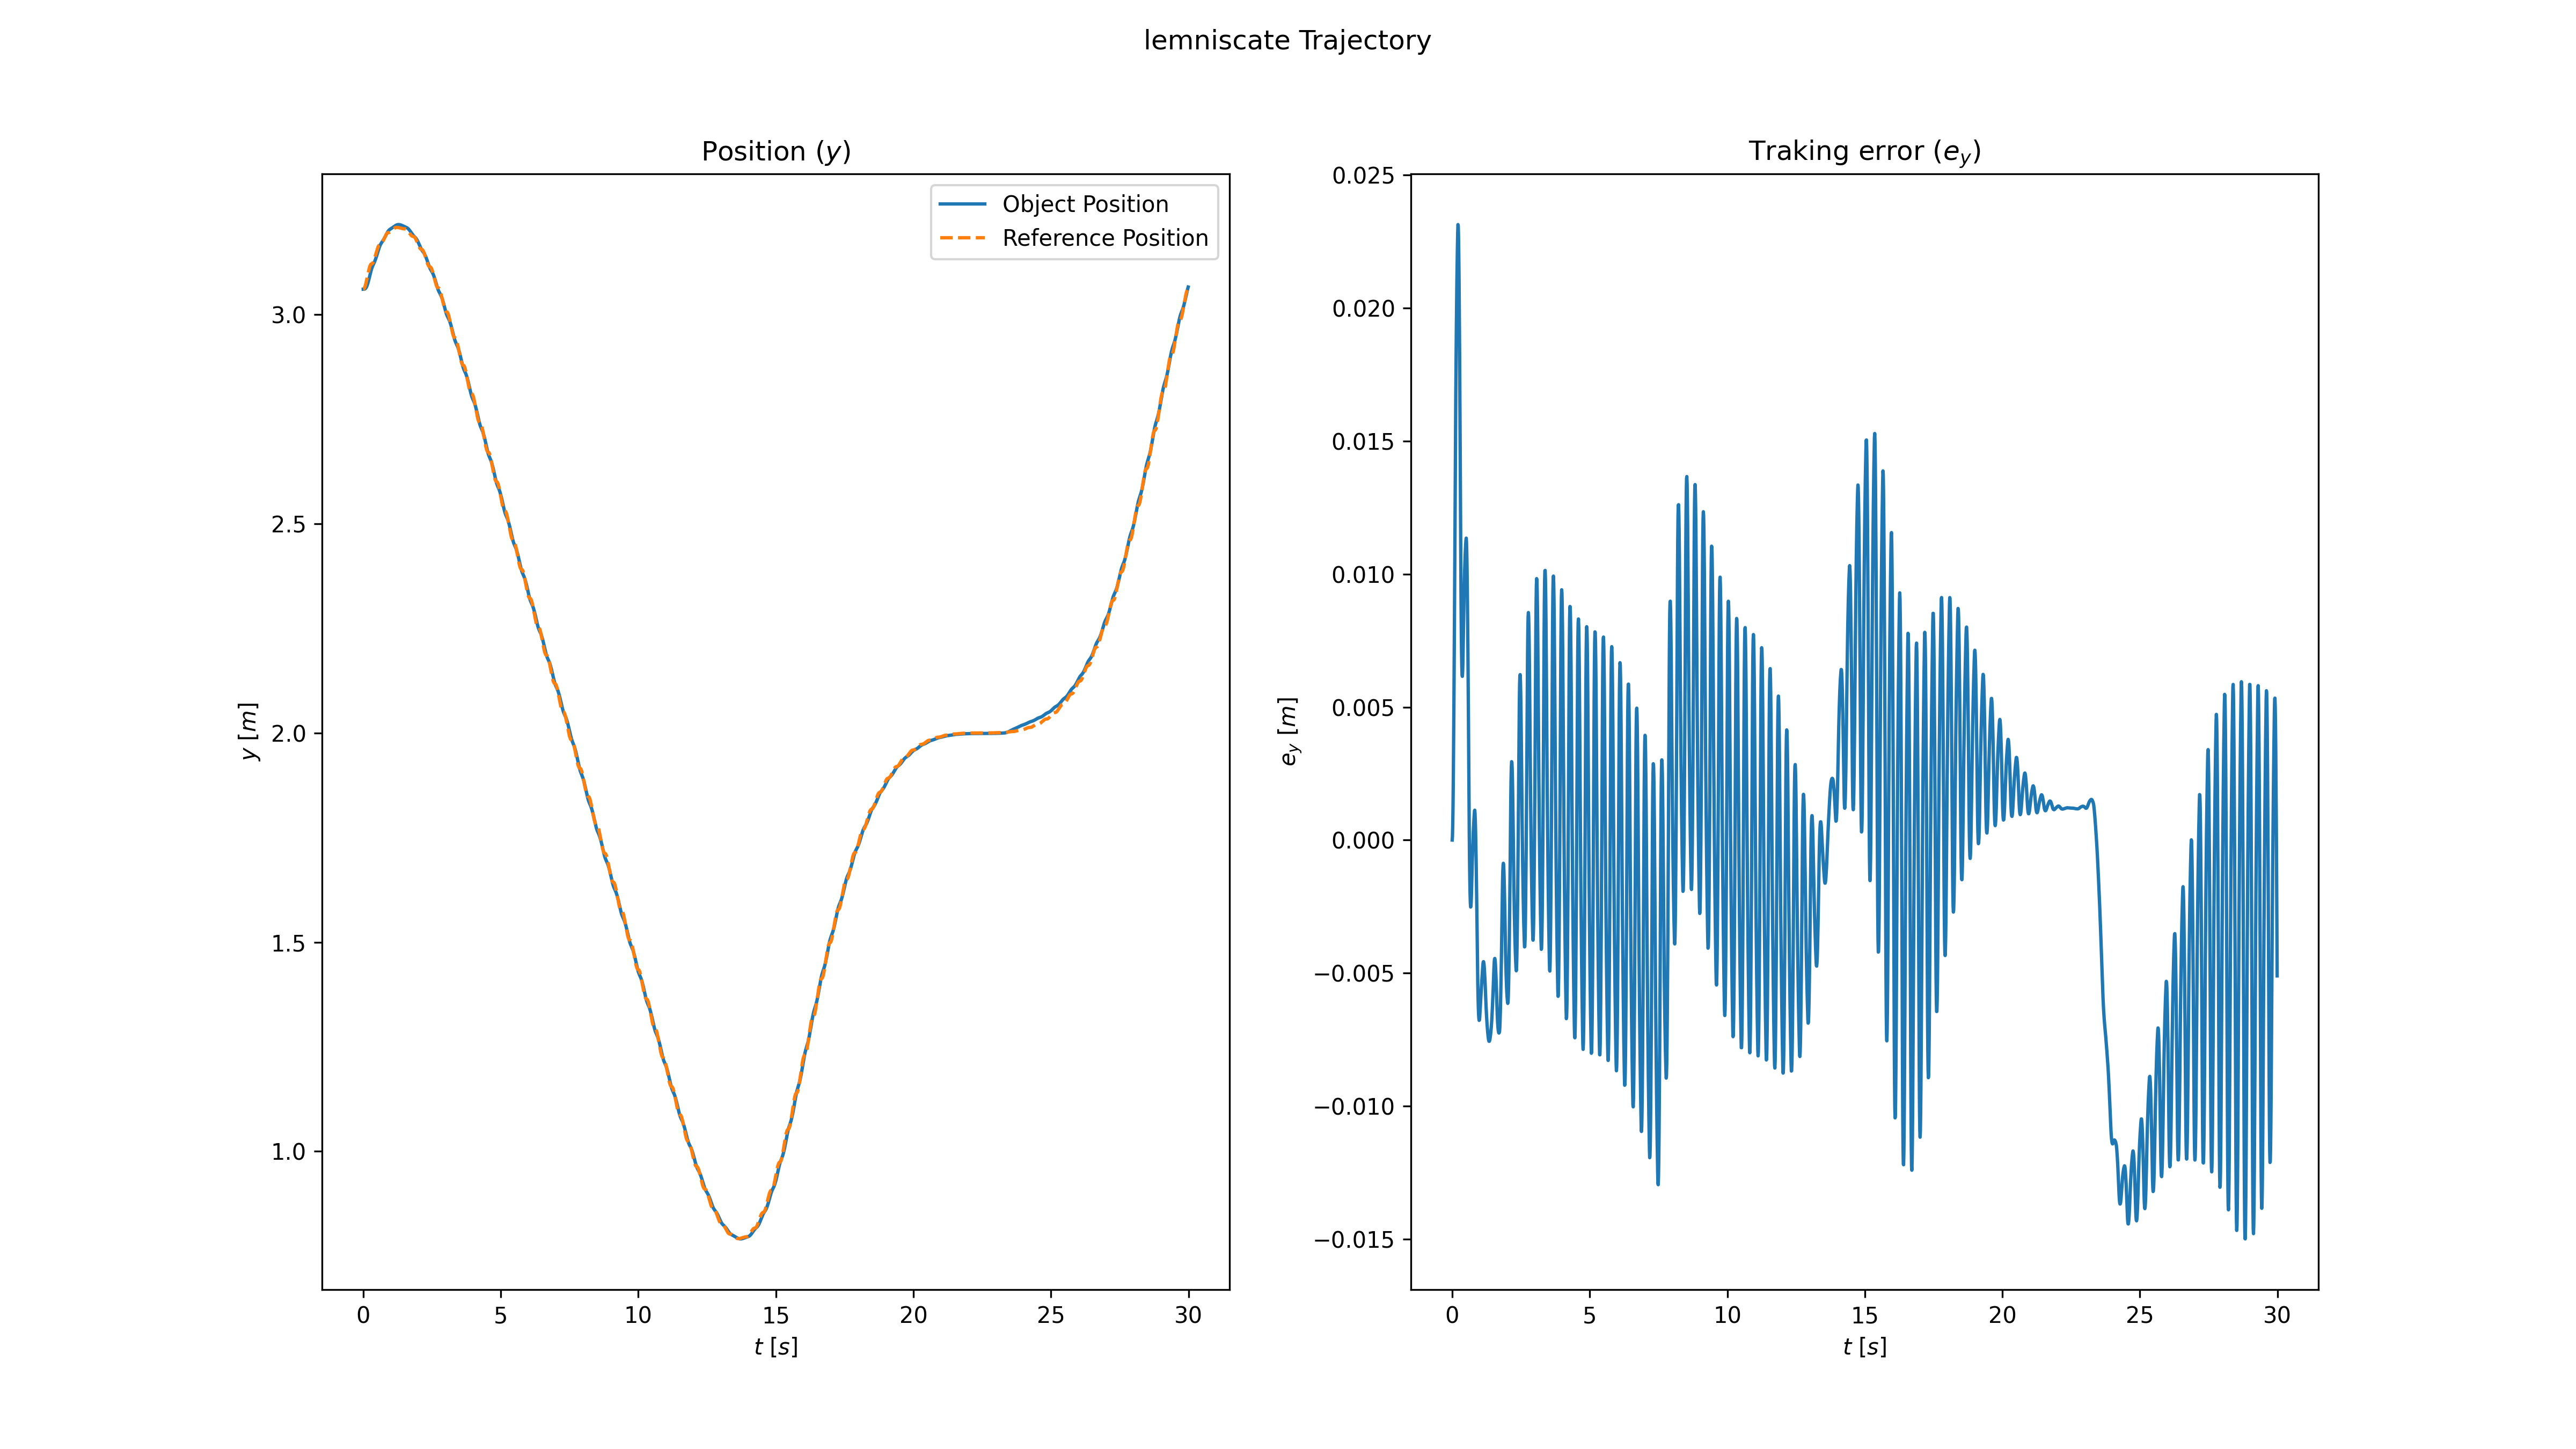 lemniscate Trajectory
Position (y)
Object Position
Reference Position
3.0
2.5
2.0
1.5
1.0
y [m]
0 5 10 15 20 25 30
t [s]
Traking error (e_y)
0.025
0.020
0.015
0.010
0.005
0.000
−0.005
−0.010
−0.015
e_y [m]
0 5 10 15 20 25 30
t [s]